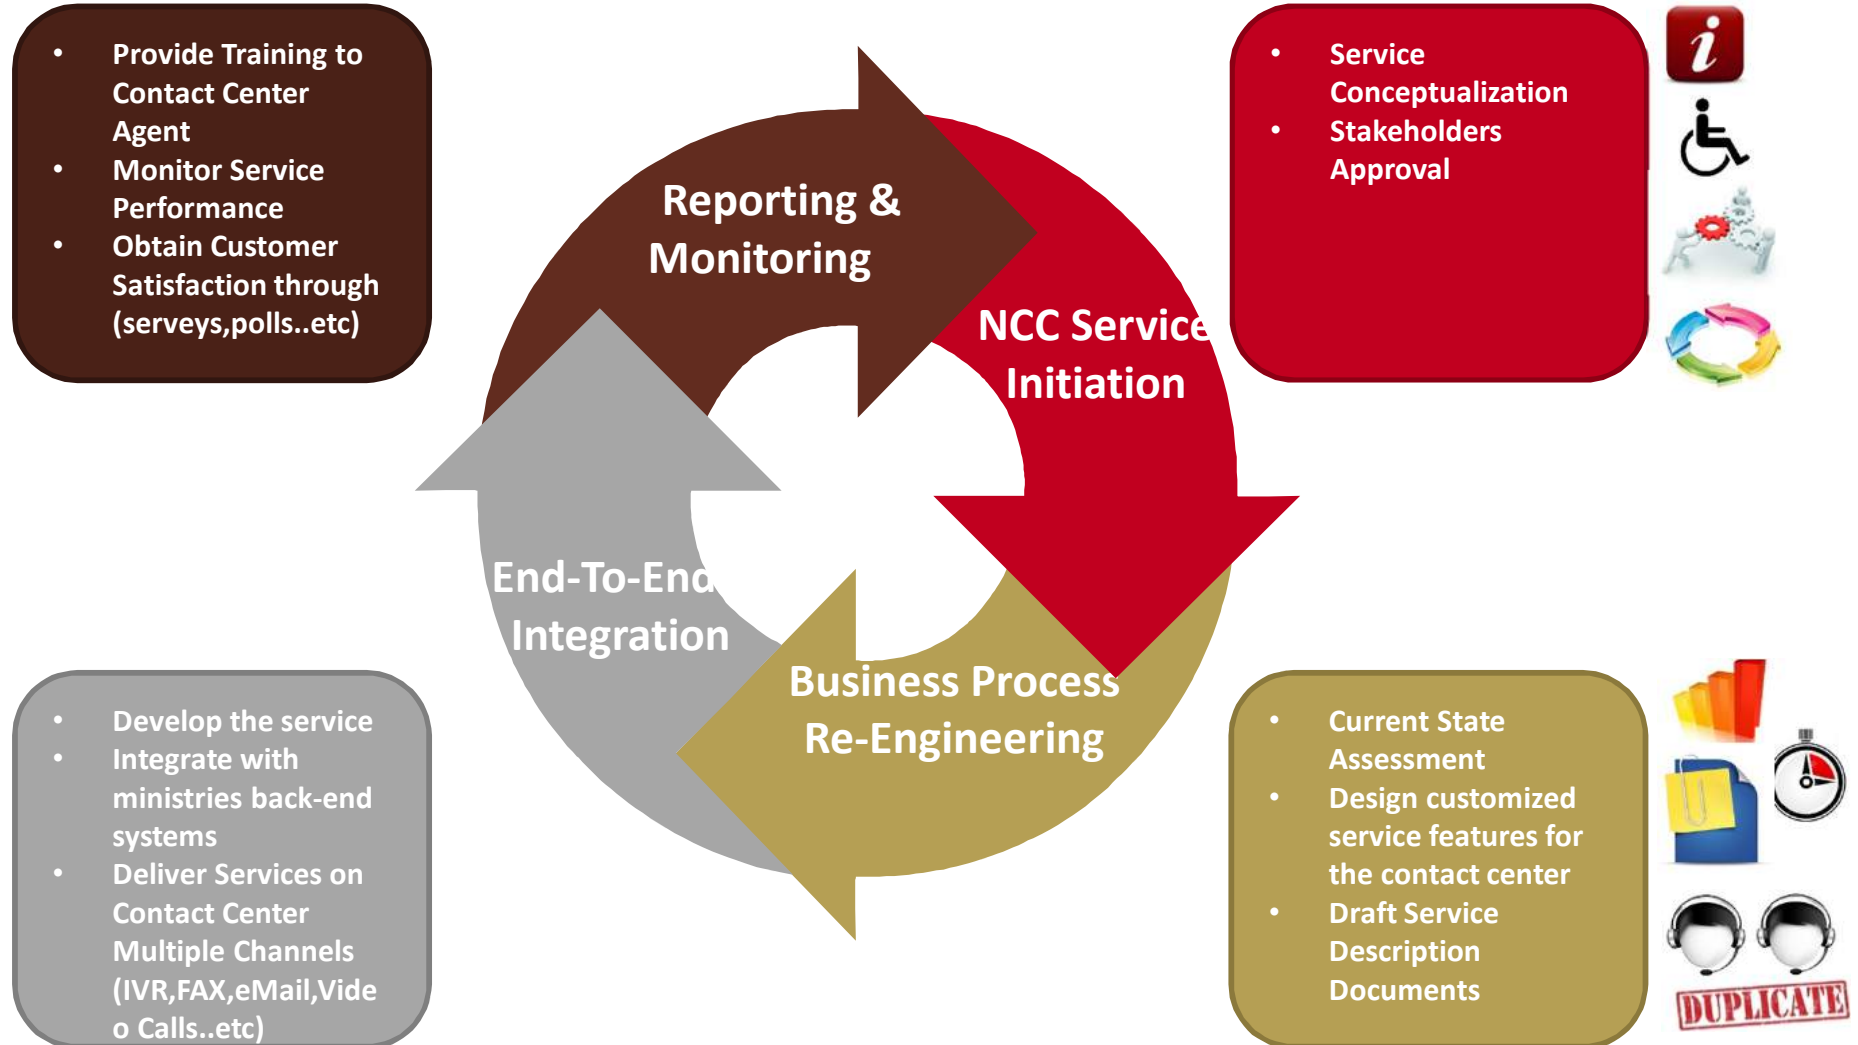 • Provide Training to
Contact Center
Agent
• Monitor Service
Performance
• Obtain Customer
Satisfaction through
(serveys,polls..etc)
Reporting &
Monitoring
NCC Service
Initiation
• Service
Conceptualization
• Stakeholders
Approval
i
End-To-End
Integration
Business Process
Re-Engineering
• Develop the service
• Integrate with
ministries back-end
systems
• Deliver Services on
Contact Center
Multiple Channels
(IVR,FAX,eMail,Vide
o Calls..etc)
• Current State
Assessment
• Design customized
service features for
the contact center
• Draft Service
Description
Documents
DUPLICATE